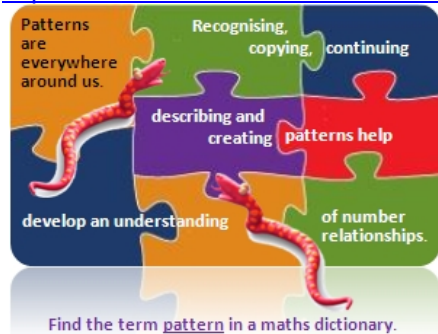 Patterns
are
everywhere
around us.
Recognising,
copying, continuing
describing and
creating patterns help
develop an understanding
of number
relationships.
Find the term pattern in a maths dictionary.